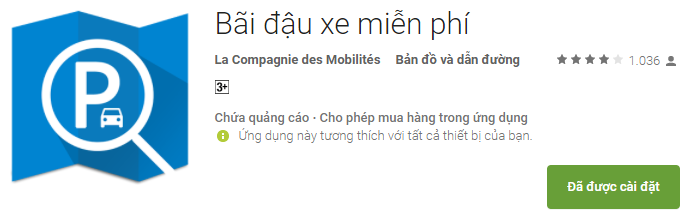 Bãi đậu xe miễn phí
La Compagnie des Mobilités Bản đồ và dẫn đường 1.036
3+
Chứa quảng cáo · Cho phép mua hàng trong ứng dụng
Ứng dụng này tương thích với tất cả thiết bị của bạn.
Đã được cài đặt
P